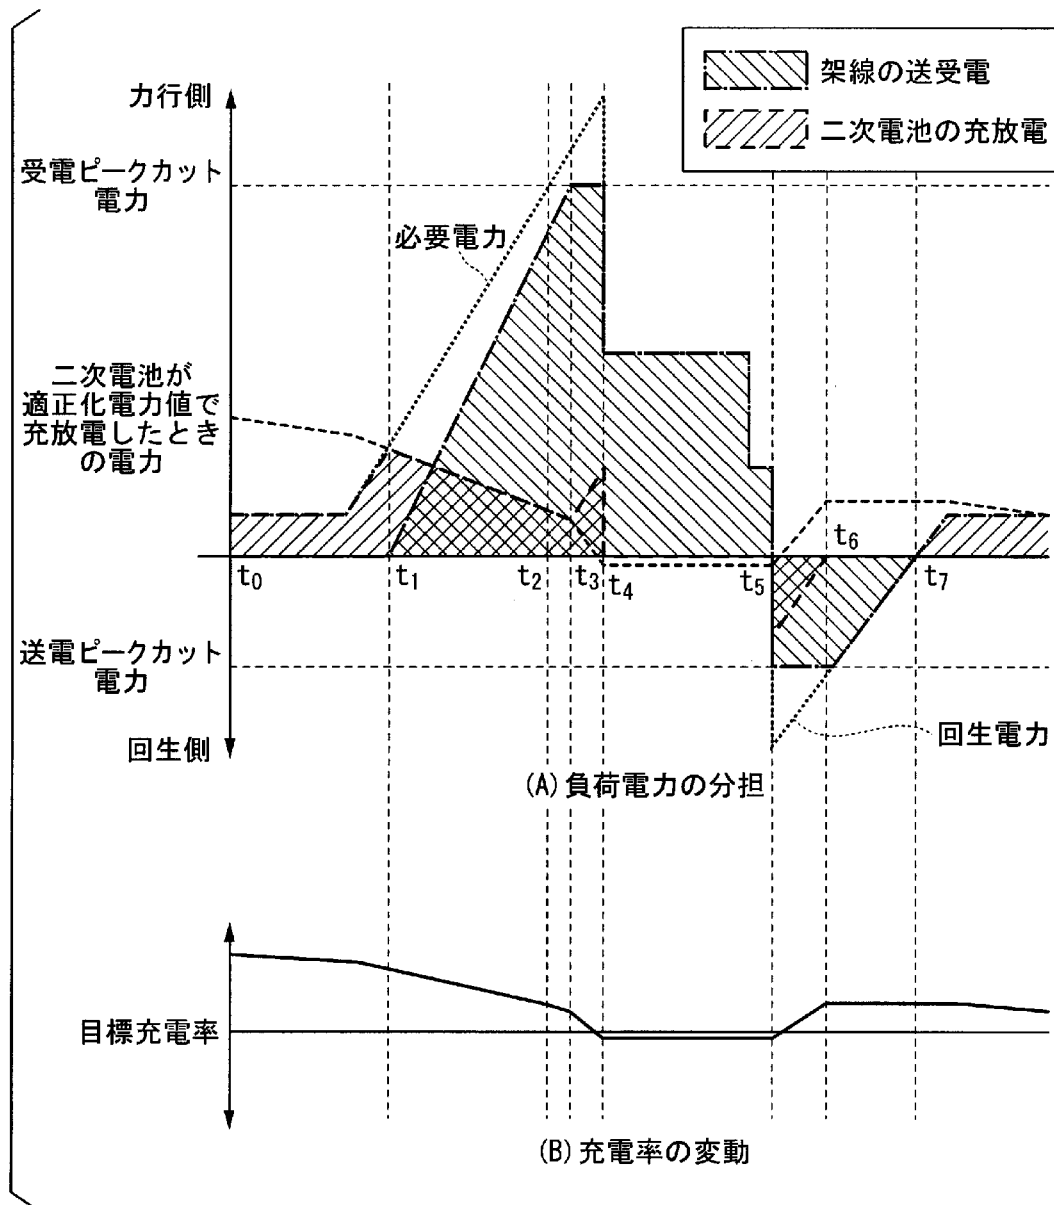 架線の送受電
二次電池の充放電
力行側
受電ピークカット
電力
必要電力
二次電池が
適正化電力値で
充放電したとき
の電力
t0
t1
t2
t3
t4
t5
t6
t7
送電ピークカット
電力
回生側
回生電力
(A)負荷電力の分担
目標充電率
(B)充電率の変動